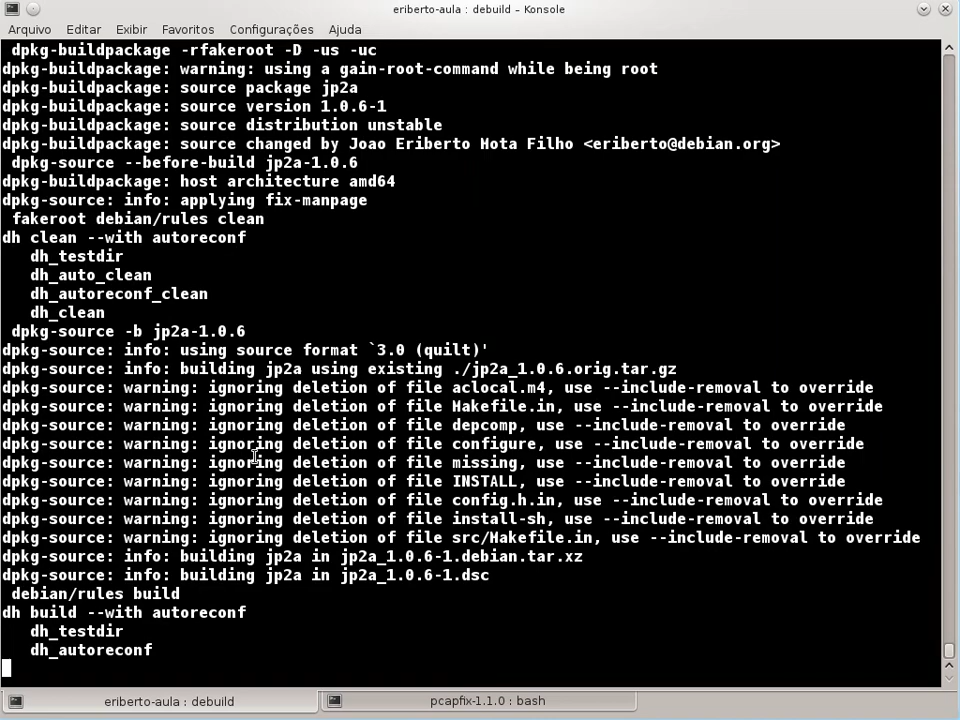 eriberto-aula : debuild – Konsole
Arquivo Editar Exibir Favoritos Configurações Ajuda
dpkg-buildpackage -rfakeroot -D -us -uc
dpkg-buildpackage: warning: using a gain-root-command while being root
dpkg-buildpackage: source package jp2a
dpkg-buildpackage: source version 1.0.6-1
dpkg-buildpackage: source distribution unstable
dpkg-buildpackage: source changed by Joao Eriberto Mota Filho <eriberto@debian.org>
dpkg-source --before-build jp2a-1.0.6
dpkg-buildpackage: host architecture amd64
dpkg-source: info: applying fix-manpage
fakeroot debian/rules clean
dh clean --with autoreconf
dh_testdir
dh_auto_clean
dh_autoreconf_clean
dh_clean
dpkg-source -b jp2a-1.0.6
dpkg-source: info: using source format `3.0 (quilt)'
dpkg-source: info: building jp2a using existing ./jp2a_1.0.6.orig.tar.gz
dpkg-source: warning: ignoring deletion of file aclocal.m4, use --include-removal to override
dpkg-source: warning: ignoring deletion of file Makefile.in, use --include-removal to override
dpkg-source: warning: ignoring deletion of file depcomp, use --include-removal to override
dpkg-source: warning: ignoring deletion of file configure, use --include-removal to override
dpkg-source: warning: ignoring deletion of file missing, use --include-removal to override
dpkg-source: warning: ignoring deletion of file INSTALL, use --include-removal to override
dpkg-source: warning: ignoring deletion of file config.h.in, use --include-removal to override
dpkg-source: warning: ignoring deletion of file install-sh, use --include-removal to override
dpkg-source: warning: ignoring deletion of file src/Makefile.in, use --include-removal to override
dpkg-source: info: building jp2a in jp2a_1.0.6-1.debian.tar.xz
dpkg-source: info: building jp2a in jp2a_1.0.6-1.dsc
debian/rules build
dh build --with autoreconf
dh_testdir
dh_autoreconf
eriberto-aula : debuild
pcapfix-1.1.0 : bash